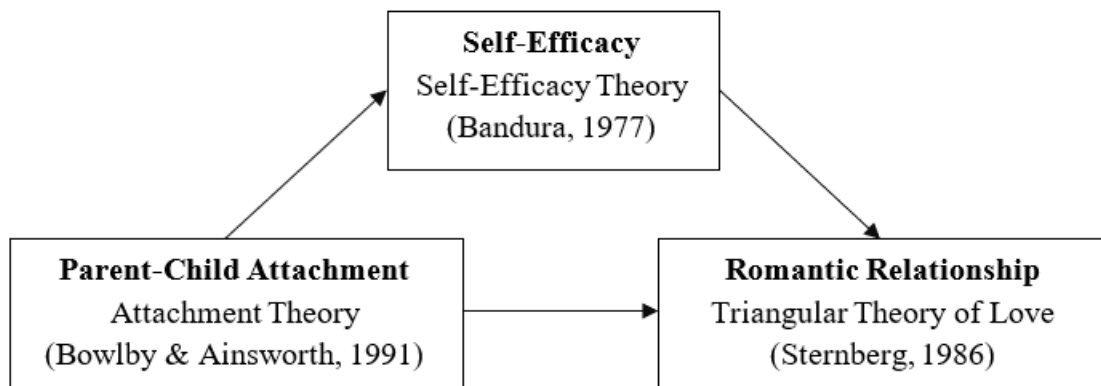 Self-Efficacy
Self-Efficacy Theory
(Bandura, 1977)
Parent-Child Attachment
Attachment Theory
(Bowlby & Ainsworth, 1991)
Romantic Relationship
Triangular Theory of Love
(Sternberg, 1986)